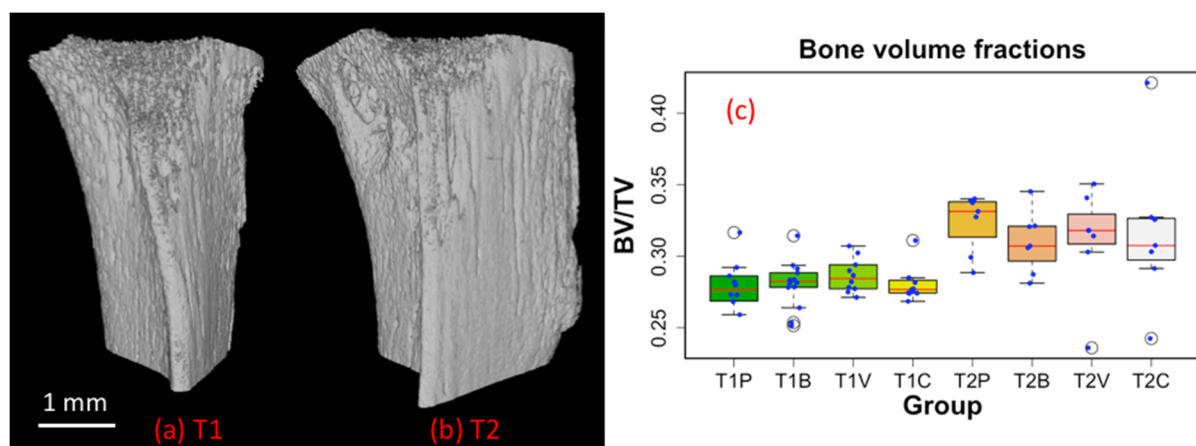 1 mm
(a) T1
(b) T2
Bone volume fractions
(c)
BV/TV
0.40
0.35
0.30
0.25
T1P T1B T1V T1C T2P T2B T2V T2C
Group